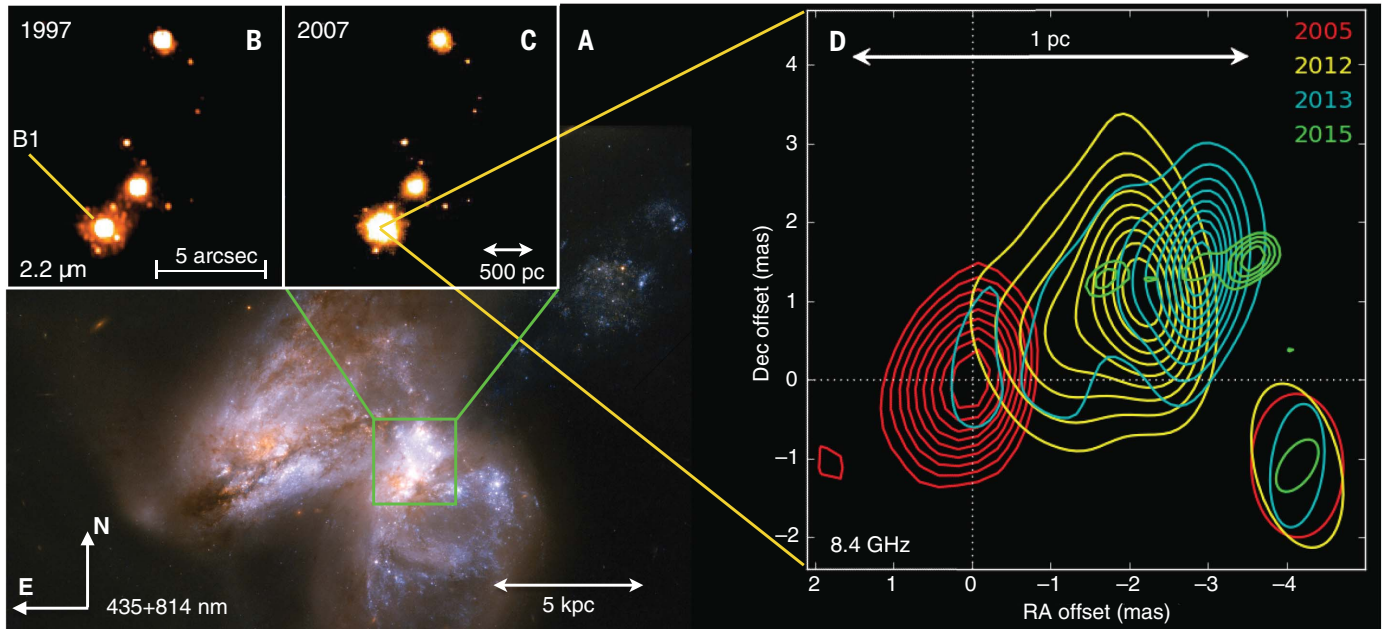 1997
B
B1
2.2 µm
5 arcsec
2007
C
500 pc
A
N
E
435+814 nm
5 kpc
D
1 pc
2005
2012
2013
2015
Dec offset (mas)
4
3
2
1
0
–1
–2
8.4 GHz
2 1 0 –1 –2 –3 –4
RA offset (mas)